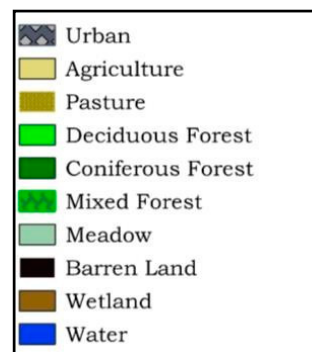 Urban
Agriculture
Pasture
Deciduous Forest
Coniferous Forest
Mixed Forest
Meadow
Barren Land
Wetland
Water